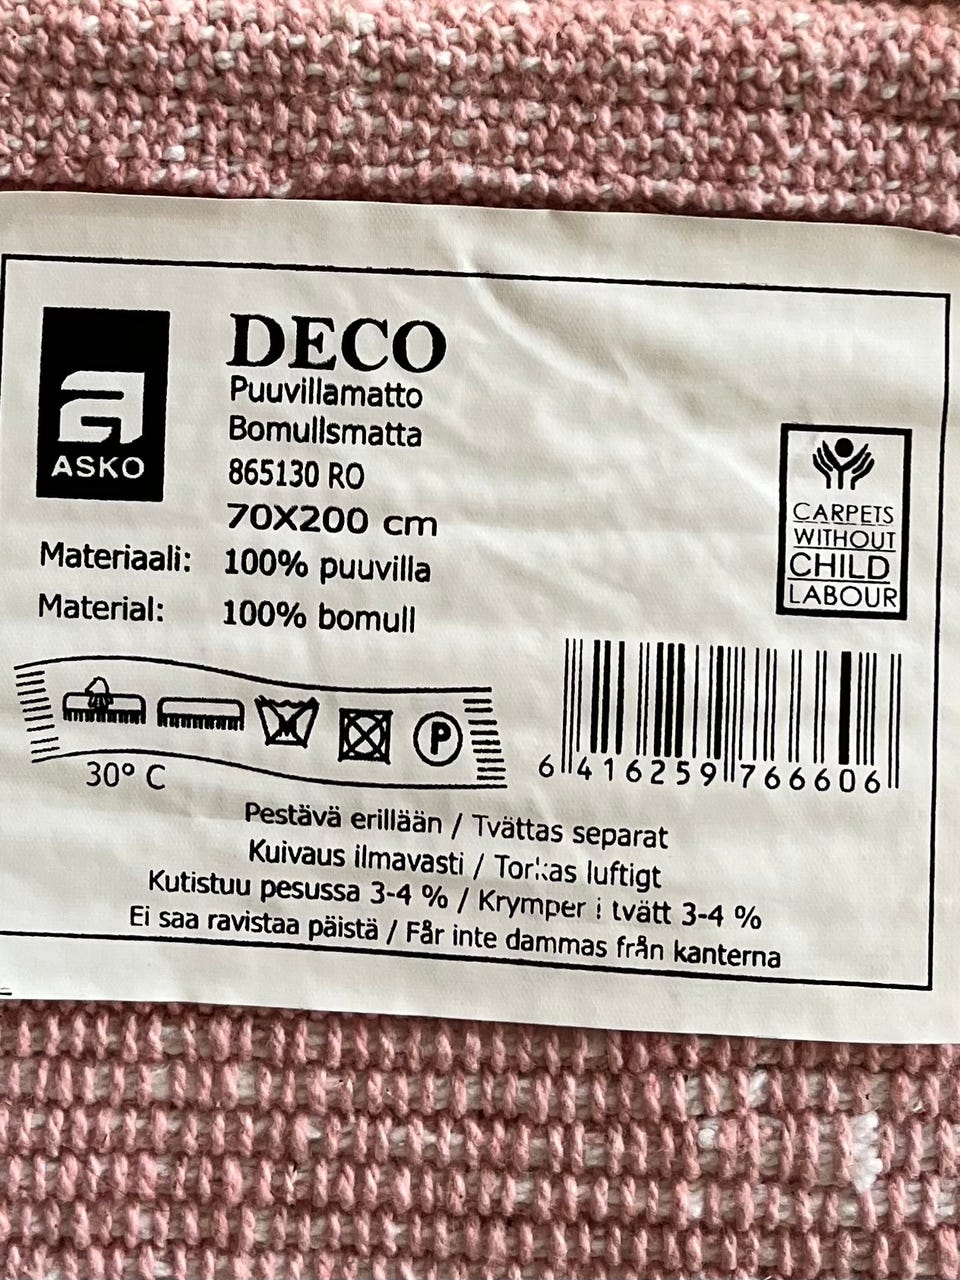 DECO
Puuvillamatto
Bomullsmatta
865130 RO
70X200 cm
ASKO
Materiaali: 100% puuvilla
Material: 100% bomull
CARPETS
WITHOUT
CHILD
LABOUR
P
30° C
6 416259 766606
Pestävä erillään / Tvättas separat
Kuivaus ilmavasti / Torkas luftigt
Kutistuu pesussa 3-4 % / Krymper i tvätt 3-4 %
Ei saa ravistaa päistä / Får inte dammas från kanterna